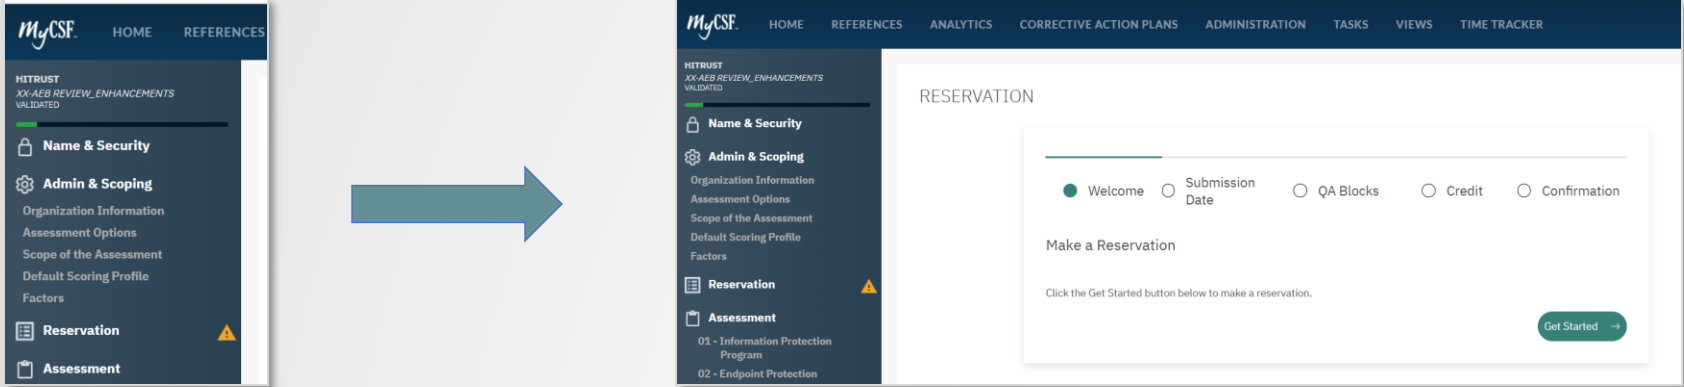 MyCSF. HOME REFERENCES
HITRUST
XX-AEB REVIEW_ENHANCEMENTS
VALIDATED
Name & Security
Admin & Scoping
Organization Information
Assessment Options
Scope of the Assessment
Default Scoring Profile
Factors
Reservation
Assessment
MyCSF. HOME REFERENCES ANALYTICS CORRECTIVE ACTION PLANS ADMINISTRATION TASKS VIEWS TIME TRACKER
HITRUST
XX-AEB REVIEW_ENHANCEMENTS
VALIDATED
Name & Security
Admin & Scoping
Organization Information
Assessment Options
Scope of the Assessment
Default Scoring Profile
Factors
Reservation
Assessment
01 - Information Protection
Program
02 - Endpoint Protection
RESERVATION
Welcome Submission Date QA Blocks Credit Confirmation
Make a Reservation
Click the Get Started button below to make a reservation.
Get Started →